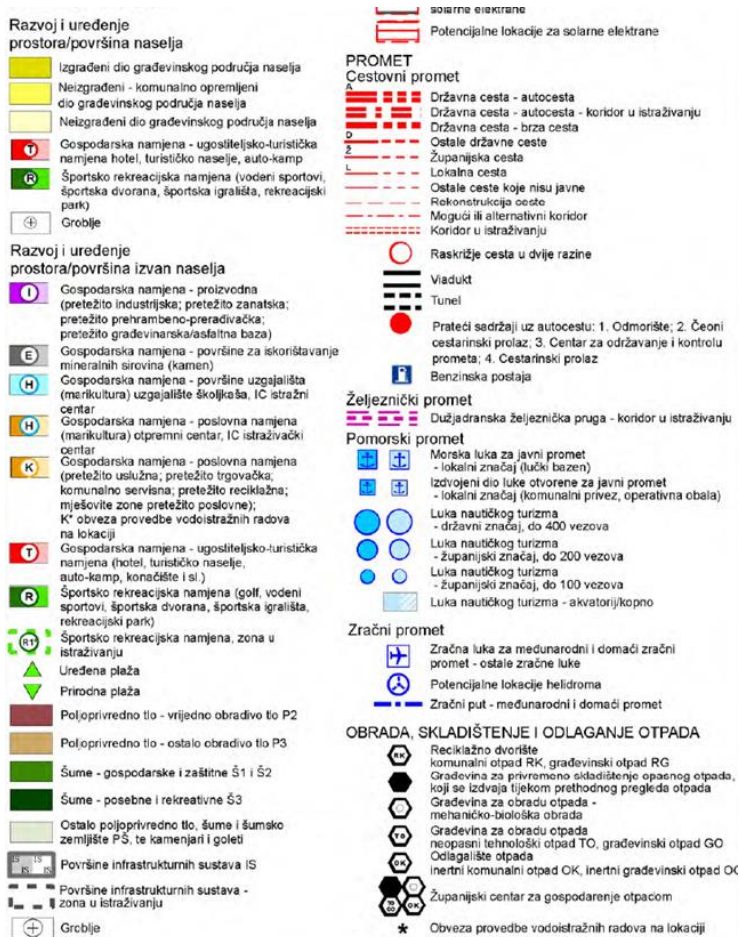 Razvoj i uređenje
prostora/površina naselja
Izgrađeni dio građevinskog područja naselja
Neizgrađeni - komunalno opremljeni
dio građevinskog područja naselja
Neizgrađeni dio građevinskog područja naselja
T
Gospodarska namjena - ugostiteljsko-turistička
namjena hotel, turističko naselje, auto-kamp
R
Športsko rekreacijska namjena (vodeni sportovi,
športska dvorana, športska igrališta, rekreacijski
park)
Groblje
Razvoj i uređenje
prostora/površina izvan naselja
I
Gospodarska namjena - proizvodna
(pretežito industrijska; pretežito zanatska;
pretežito prehrambeno-prerađivačka;
pretežito građevinarska/asfaltna baza)
E
Gospodarska namjena - površine za iskorištavanje
mineralnih sirovina (kamen)
H
Gospodarska namjena - površine uzgajališta
(marikultura) uzgajalište školjkaša, IC istražni
centar
H
Gospodarska namjena - poslovna namjena
(marikultura) otpremni centar, IC istraživački
centar
K
Gospodarska namjena - poslovna namjena
(pretežito uslužna; pretežito trgovačka;
komunalno servisna; pretežito reciklažna;
mješovite zone pretežito poslovne);
K* obveza provedbe vodoistražnih radova
na lokaciji
T
Gospodarska namjena - ugostiteljsko-turistička
namjena (hotel, turističko naselje,
auto-kamp, konačište i sl.)
R
Športsko rekreacijska namjena (golf, vodeni
sportovi, športska dvorana, športska igrališta,
rekreacijski park)
R1*
Športsko rekreacijska namjena, zona u
istraživanju
Uređena plaža
Prirodna plaža
Poljoprivredno tlo - vrijedno obradivo tlo P2
Poljoprivredno tlo - ostalo obradivo tlo P3
Šume - gospodarske i zaštitne Š1 i Š2
Šume - posebne i rekreativne Š3
Ostalo poljoprivredno tlo, šume i šumsko
zemljište PŠ, te kamenjari i goleti
IS IS IS IS
Površine infrastrukturnih sustava IS
Površine infrastrukturnih sustava -
zona u istraživanju
Groblje
solarne elektrane
Potencijalne lokacije za solarne elektrane
PROMET
Cestovni promet
A
Državna cesta - autocesta
Državna cesta - autocesta - koridor u istraživanju
Državna cesta - brza cesta
D
Ostale državne ceste
Ž
Županijska cesta
L
Lokalna cesta
Ostale ceste koje nisu javne
Rekonstrukcija ceste
Mogući ili alternativni koridor
Koridor u istraživanju
Raskrižje cesta u dvije razine
Vijadukt
Tunel
Prateći sadržaji uz autocestu: 1. Odmorište; 2. Čeoni
cestarinski prolaz; 3. Centar za održavanje i kontrolu
prometa; 4. Cestarinski prolaz
Benzinska postaja
Željeznički promet
Dužjadranska željeznička pruga - koridor u istraživanju
Pomorski promet
Morska luka za javni promet
- lokalni značaj (lučki bazen)
Izdvojeni dio luke otvorene za javni promet
- lokalni značaj (komunalni privez, operativna obala)
Luka nautičkog turizma
- državni značaj, do 400 vezova
Luka nautičkog turizma
- županijski značaj, do 200 vezova
Luka nautičkog turizma
- županijski značaj, do 100 vezova
Luka nautičkog turizma - akvatorij/kopno
Zračni promet
Zračna luka za međunarodni i domaći zračni
promet - ostale zračne luke
Potencijalne lokacije helidroma
Zračni put - međunarodni i domaći promet
OBRADA, SKLADIŠTENJE I ODLAGANJE OTPADA
RK
Reciklažno dvorište
komunalni otpad RK, građevinski otpad RG
Građevina za privremeno skladištenje opasnog otpada,
koji se izdvaja tijekom prethodnog pregleda otpada
Građevina za obradu otpada -
mehaničko-biološka obrada
TO
Građevina za obradu otpada
neopasni tehnološki otpad TO, građevinski otpad GO
OK
Odlagalište otpada
inertni komunalni otpad OK, inertni građevinski otpad OG
TO
GO
OK
Županijski centar za gospodarenje otpadom
* Obveza provedbe vodoistražnih radova na lokaciji